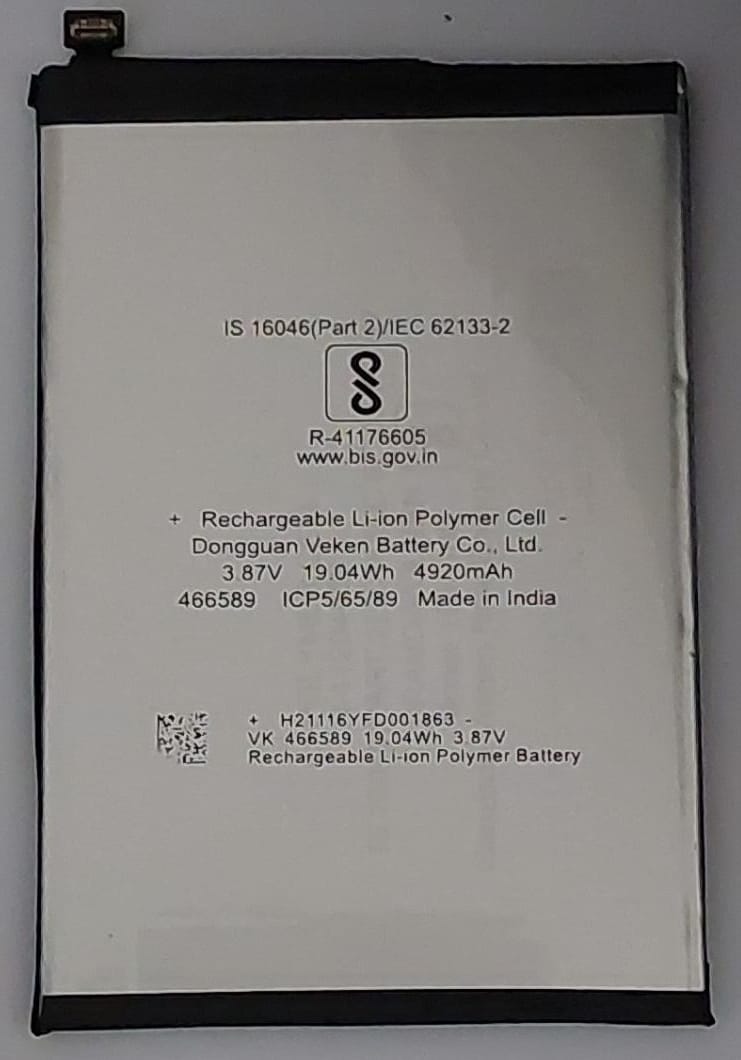 IS 16046(Part 2)/IEC 62133-2
R-41176605
www.bis.gov.in
+ Rechargeable Li-ion Polymer Cell -
Dongguan Veken Battery Co., Ltd.
3.87V 19.04Wh 4920mAh
466589 ICP5/65/89 Made in India
+ H21116YFD001863 -
VK 466589 19.04Wh 3.87V
Rechargeable Li-ion Polymer Battery